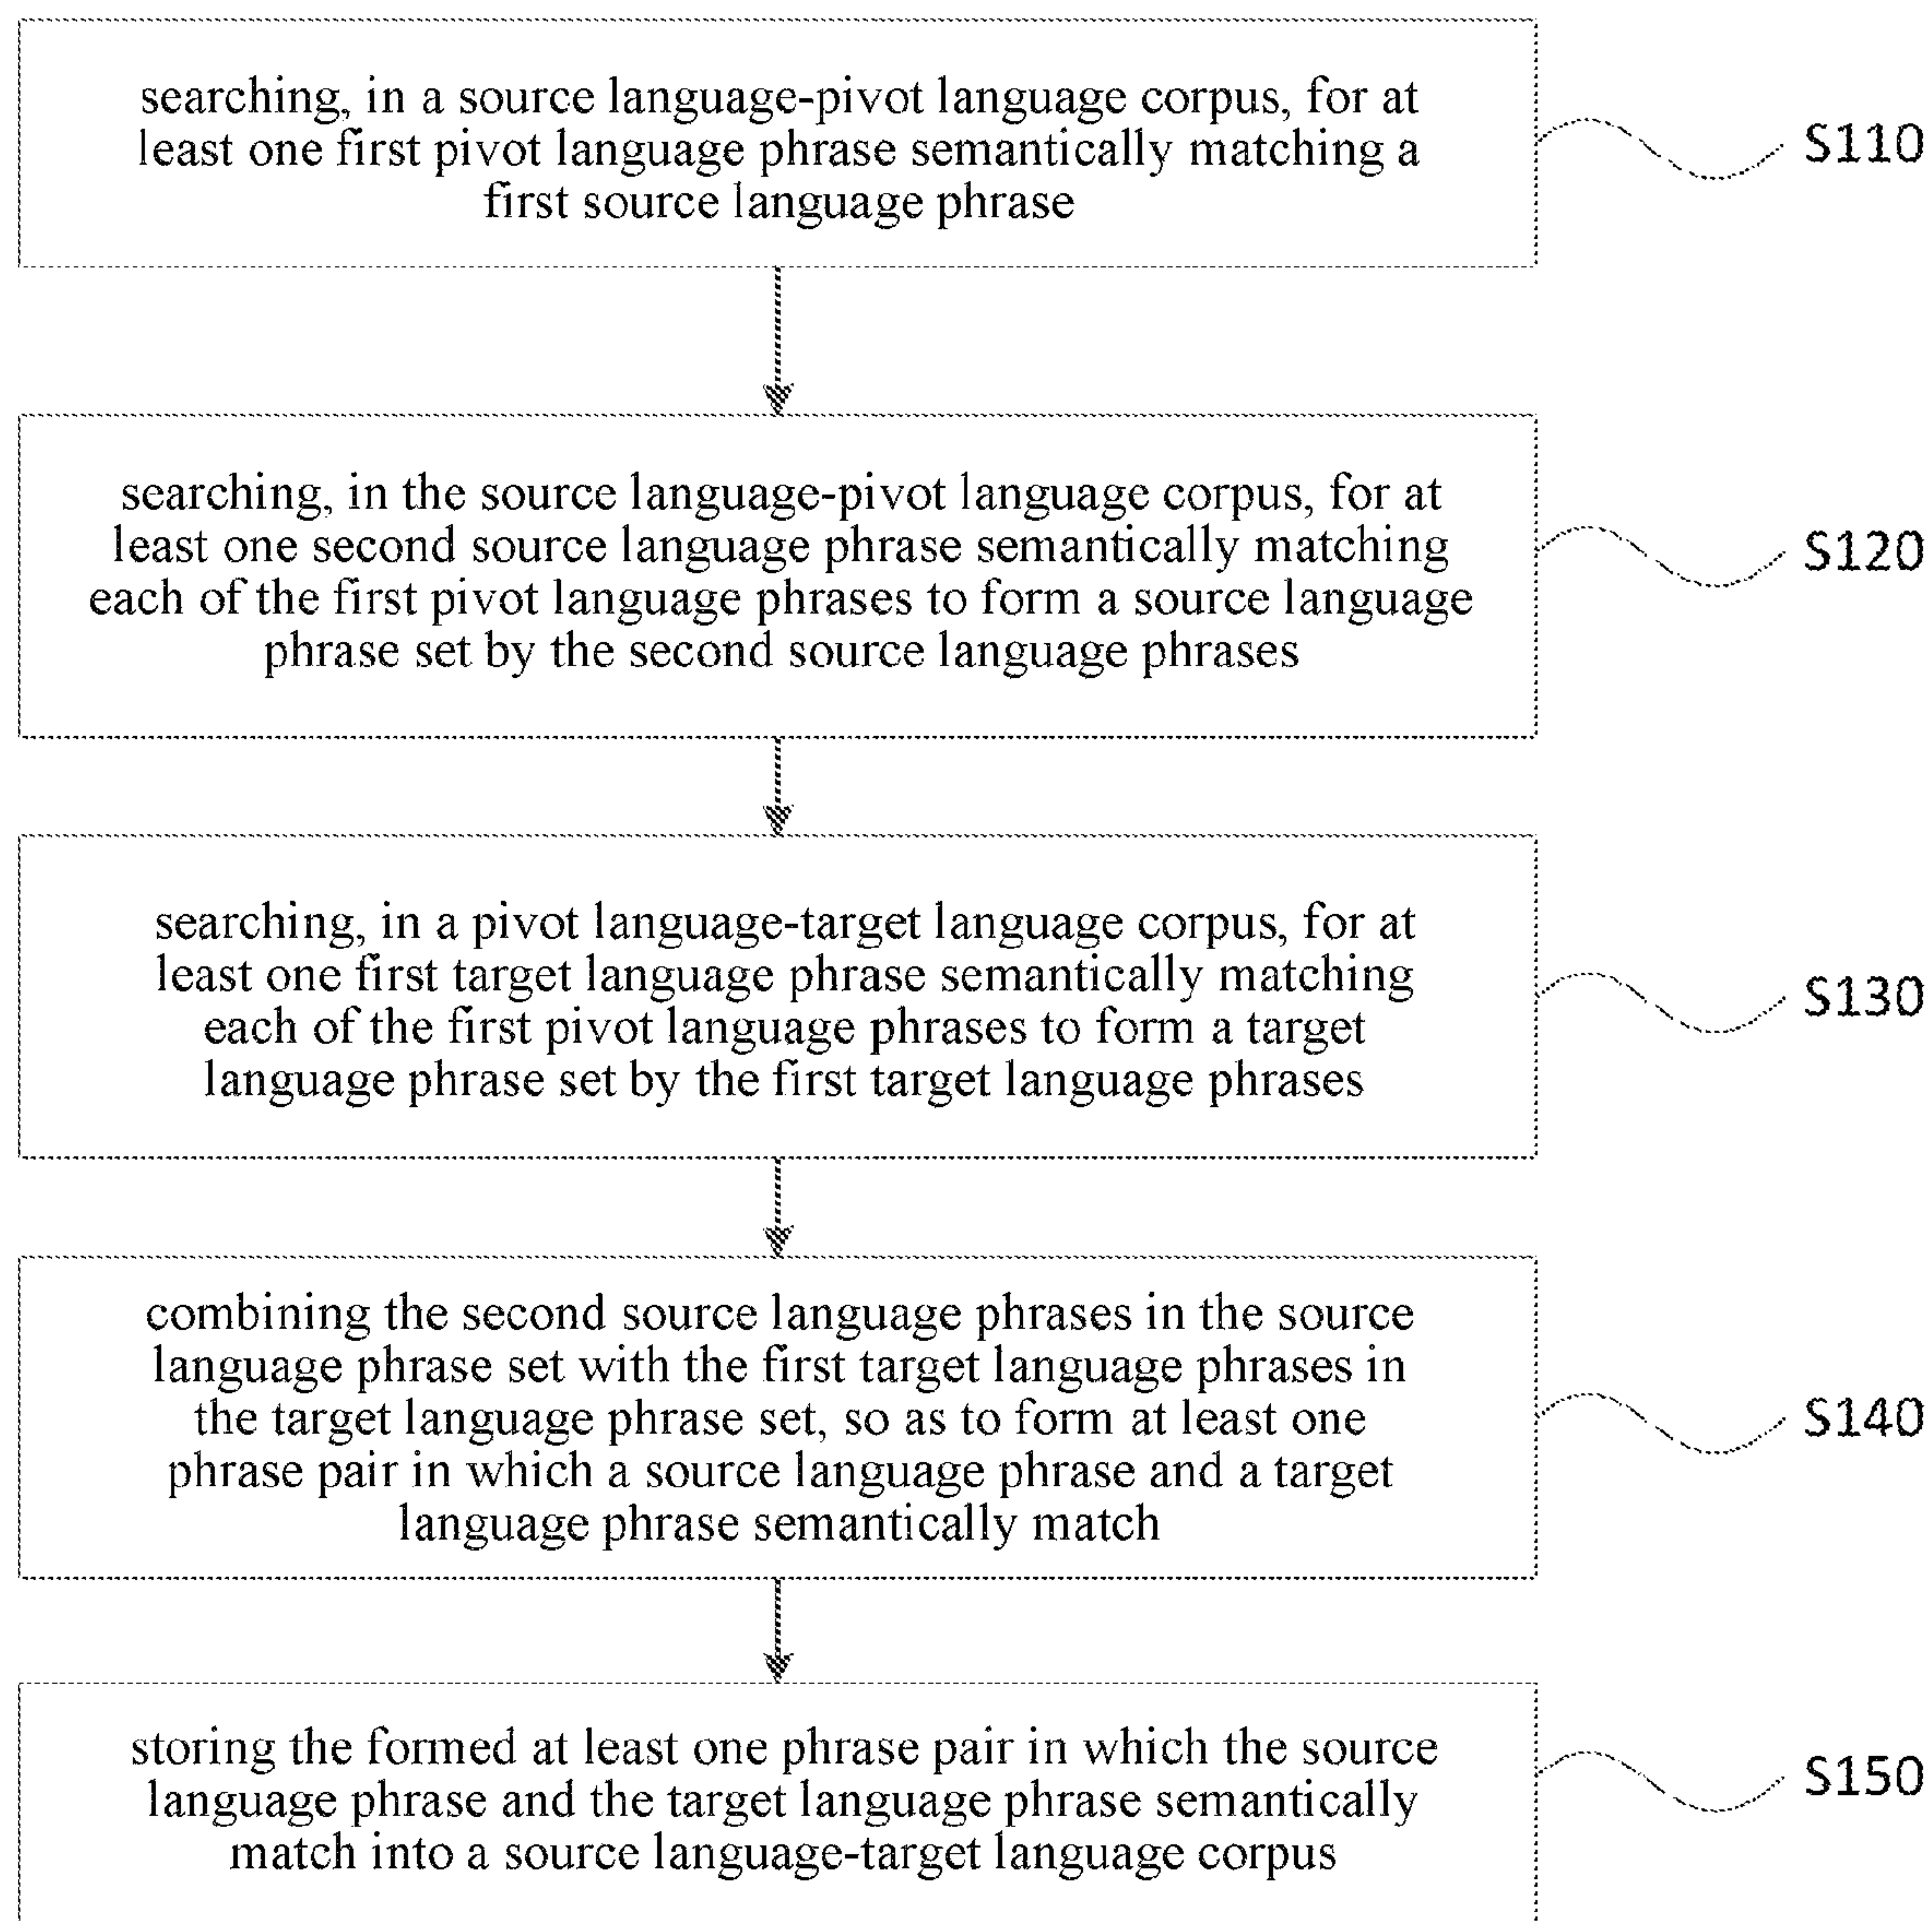 searching, in a source language-pivot language corpus, for at
least one first pivot language phrase semantically matching a
first source language phrase
S110
searching, in the source language-pivot language corpus, for at
least one second source language phrase semantically matching
each of the first pivot language phrases to form a source language
phrase set by the second source language phrases
S120
searching, in a pivot language-target language corpus, for at
least one first target language phrase semantically matching
each of the first pivot language phrases to form a target
language phrase set by the first target language phrases
S130
combining the second source language phrases in the source
language phrase set with the first target language phrases in
the target language phrase set, so as to form at least one
phrase pair in which a source language phrase and a target
language phrase semantically match
S140
storing the formed at least one phrase pair in which the source
language phrase and the target language phrase semantically
match into a source language-target language corpus
S150